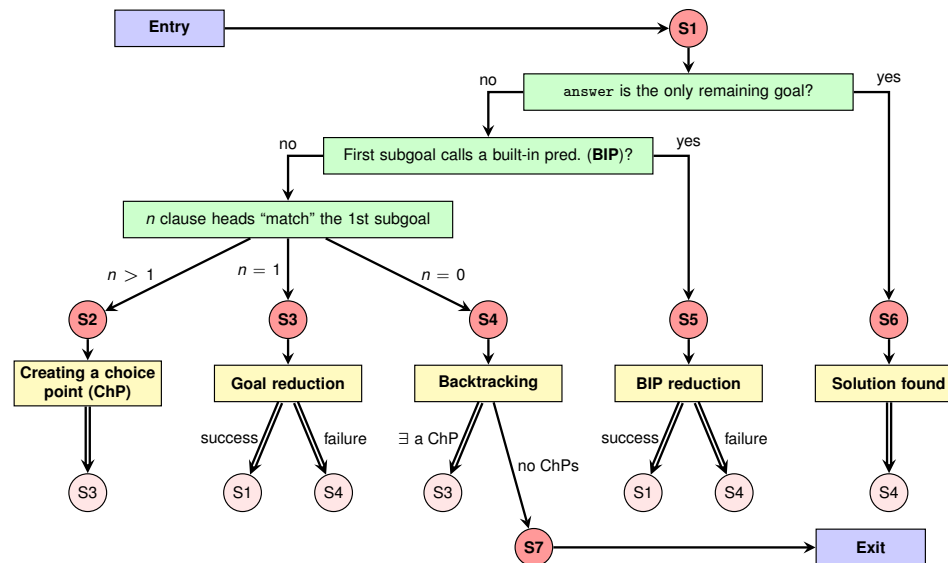 Entry
S1
no
yes
answer is the only remaining goal?
no
yes
First subgoal calls a built-in pred. (BIP)?
n clause heads “match” the 1st subgoal
n > 1
n = 1
n = 0
S2
S3
S4
S5
S6
Creating a choice
point (ChP)
Goal reduction
Backtracking
BIP reduction
Solution found
success
failure
∃ a ChP
no ChPs
success
failure
S3
S1
S4
S3
S1
S4
S4
S7
Exit